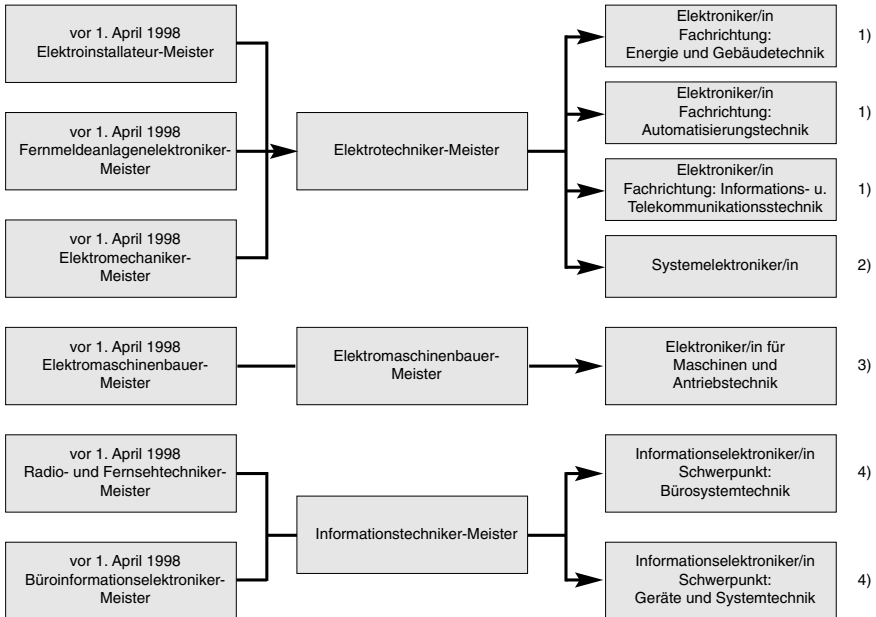 vor 1. April 1998
Elektroinstallateur-Meister
vor 1. April 1998
Fernmeldeanlagenelektroniker-
Meister
vor 1. April 1998
Elektromechaniker-
Meister
Elektrotechniker-Meister
Elektroniker/in
Fachrichtung:
Energie und Gebäudetechnik
1)
Elektroniker/in
Fachrichtung:
Automatisierungstechnik
1)
Elektroniker/in
Fachrichtung: Informations- u.
Telekommunikationsstechnik
1)
Systemelektroniker/in
2)
vor 1. April 1998
Elektromaschinenbauer-
Meister
Elektromaschinenbauer-
Meister
Elektroniker/in für
Maschinen und
Antriebstechnik
3)
vor 1. April 1998
Radio- und Fernsehtechniker-
Meister
vor 1. April 1998
Büroinformationselektroniker-
Meister
Informationstechniker-Meister
Informationselektroniker/in
Schwerpunkt:
Bürosystemtechnik
4)
Informationselektroniker/in
Schwerpunkt:
Geräte und Systemtechnik
4)